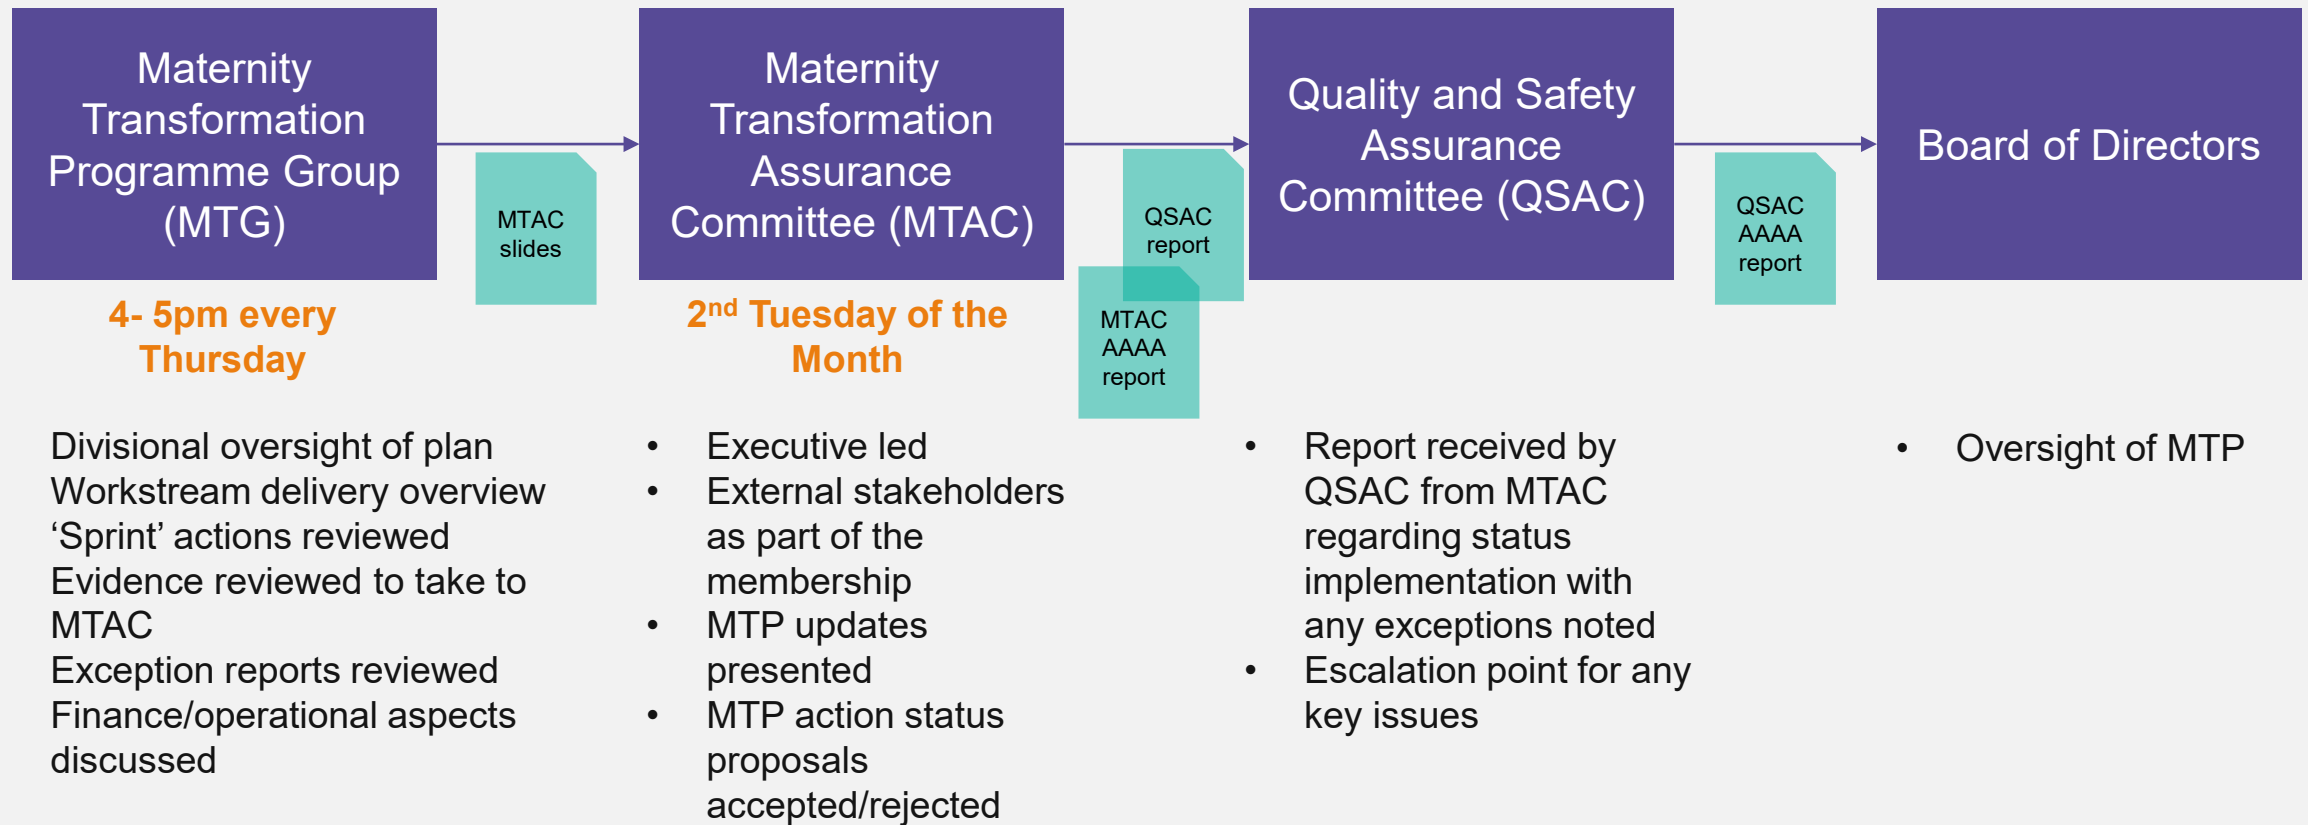 Maternity
Transformation
Programme Group
(MTG)
MTAC
slides
Maternity
Transformation
Assurance
Committee (MTAC)
QSAC
report
MTAC
AAAA
report
Quality and Safety
Assurance
Committee (QSAC)
QSAC
AAAA
report
Board of Directors
4- 5pm every
Thursday
2nd Tuesday of the
Month
Divisional oversight of plan
Workstream delivery overview
‘Sprint’ actions reviewed
Evidence reviewed to take to
MTAC
Exception reports reviewed
Finance/operational aspects
discussed
• Executive led
• External stakeholders
as part of the
membership
• MTP updates
presented
• MTP action status
proposals
accepted/rejected
• Report received by
QSAC from MTAC
regarding status
implementation with
any exceptions noted
• Escalation point for any
key issues
• Oversight of MTP